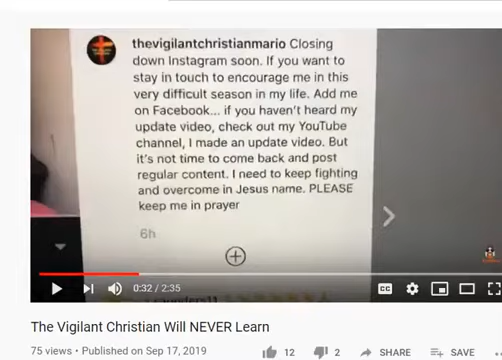 thevigilantchristianmario Closing
down Instagram soon. If you want to
stay in touch to encourage me in this
very difficult season in my life. Add me
on Facebook... if you haven't heard my
update video, check out my YouTube
channel, I made an update video. But
it's not time to come back and post
regular content. I need to keep fighting
and overcome in Jesus name. PLEASE
keep me in prayer
6h
0:32 / 2:35
CC
The Vigilant Christian Will NEVER Learn
75 views • Published on Sep 17, 2019
12
2
SHARE
SAVE